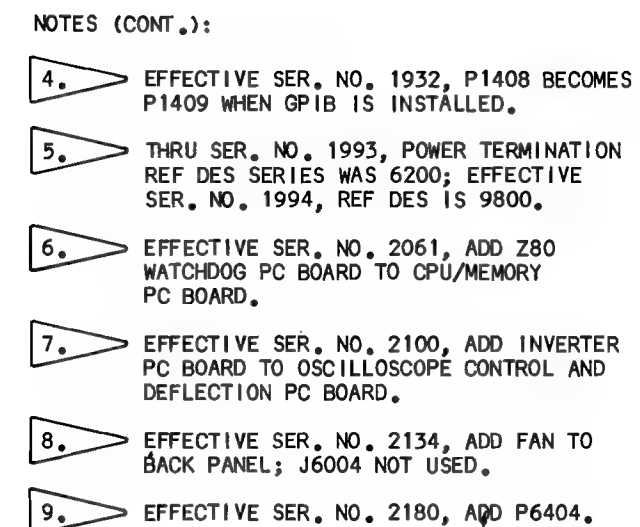 NOTES (CONT.):
4. EFFECTIVE SER. NO. 1932, P1408 BECOMES
P1409 WHEN GPIB IS INSTALLED.
5. THRU SER. NO. 1993, POWER TERMINATION
REF DES SERIES WAS 6200; EFFECTIVE
SER. NO. 1994, REF DES IS 9800.
6. EFFECTIVE SER. NO. 2061, ADD Z80
WATCHDOG PC BOARD TO CPU/MEMORY
PC BOARD.
7. EFFECTIVE SER. NO. 2100, ADD INVERTER
PC BOARD TO OSCILLOSCOPE CONTROL AND
DEFLECTION PC BOARD.
8. EFFECTIVE SER. NO. 2134, ADD FAN TO
BACK PANEL; J6004 NOT USED.
9. EFFECTIVE SER. NO. 2180, ADD P6404.